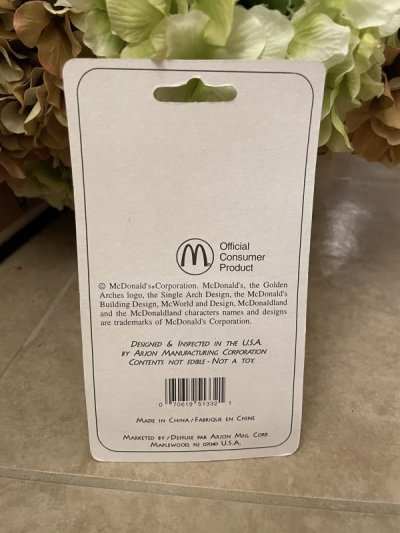 Official
Consumer
Product
© McDonald's Corporation. McDonald's, the Golden
Arches logo, the Single Arch Design, the McDonald's
Building Design, McWorld and Design, McDonaldland
and the McDonaldland characters names and designs
are trademarks of McDonald's Corporation.
DESIGNED & INSPECTED IN THE U.S.A.
BY ARJON MANUFACTURING CORPORATION
CONTENTS NOT EDIBLE - NOT A TOY
0 70619 51332 1
MADE IN CHINA / FABRIQUE EN CHINE
MARKETED BY / DIFFUSE PAR ARJON MFG. CORP.
MAPLEWOOD, NJ 07040 U.S.A.